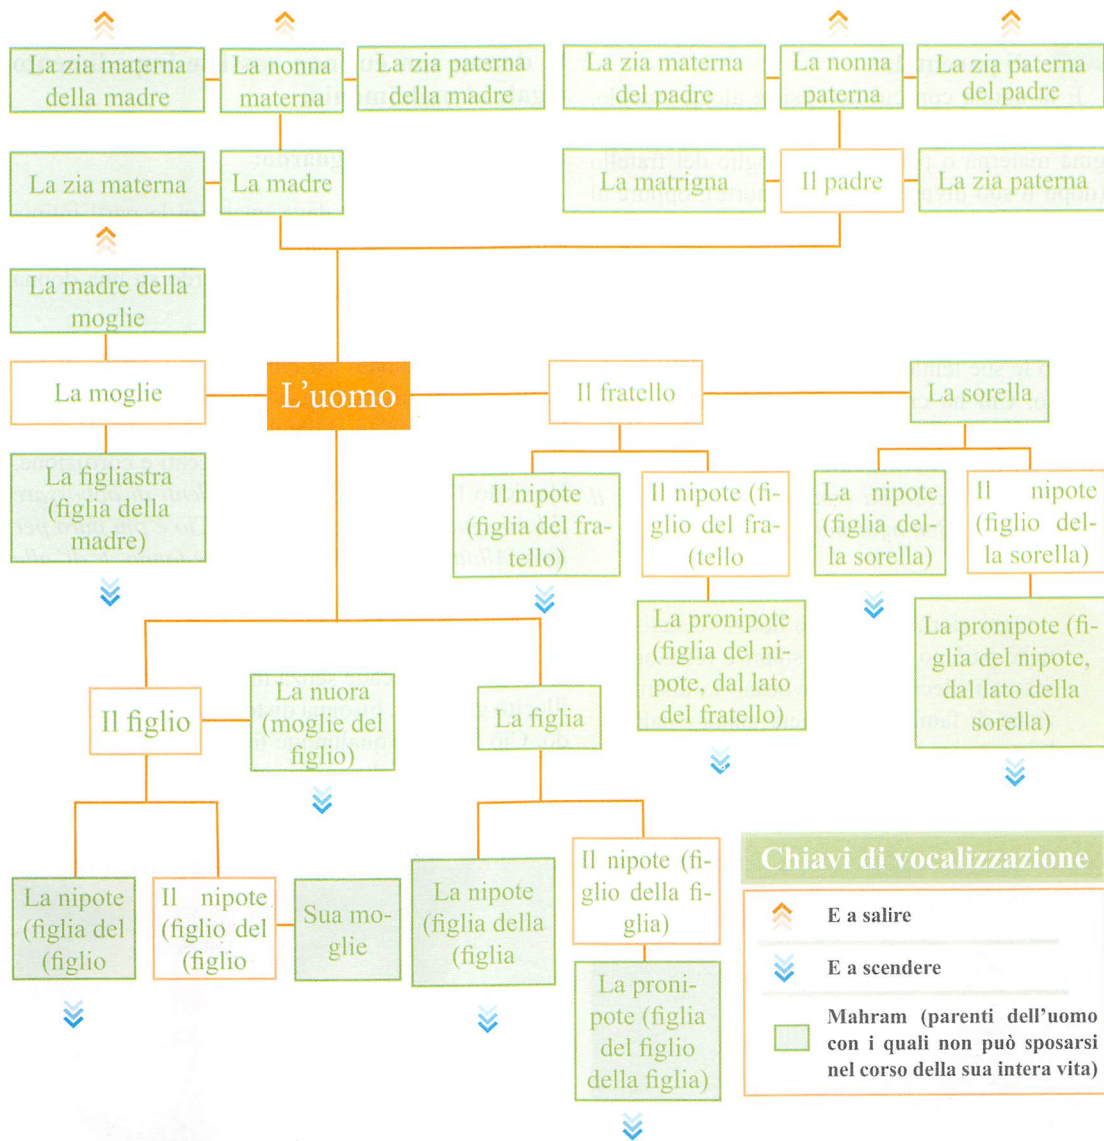 La zia materna
della madre
La nonna
materna
La zia paterna
della madre
La zia materna
del padre
La nonna
paterna
La zia paterna
del padre
La zia materna
La madre
La matrigna
Il padre
La zia paterna
La madre della
moglie
La moglie
L'uomo
Il fratello
La sorella
La figliastra
(figlia della
madre)
Il nipote
(figlia del fra-
tello)
Il nipote (fi-
glio del fra-
(tello
La nipote
(figlia del-
la sorella)
Il nipote
(figlio del-
la sorella)
La pronipote
(figlia del ni-
pote, dal lato
del fratello)
La pronipote (fi-
glia del nipote,
dal lato della
sorella)
Il figlio
La nuora
(moglie del
figlio)
La figlia
La nipote
(figlia del
(figlio
Il nipote
(figlio del
(figlio
Sua mo-
glie
La nipote
(figlia della
(figlia
Il nipote (fi-
glio della fi-
glia)
La proni-
pote (figlia
del figlio
della figlia)
Chiavi di vocalizzazione
E a salire
E a scendere
Mahram (parenti dell'uomo
con i quali non può sposarsi
nel corso della sua intera vita)